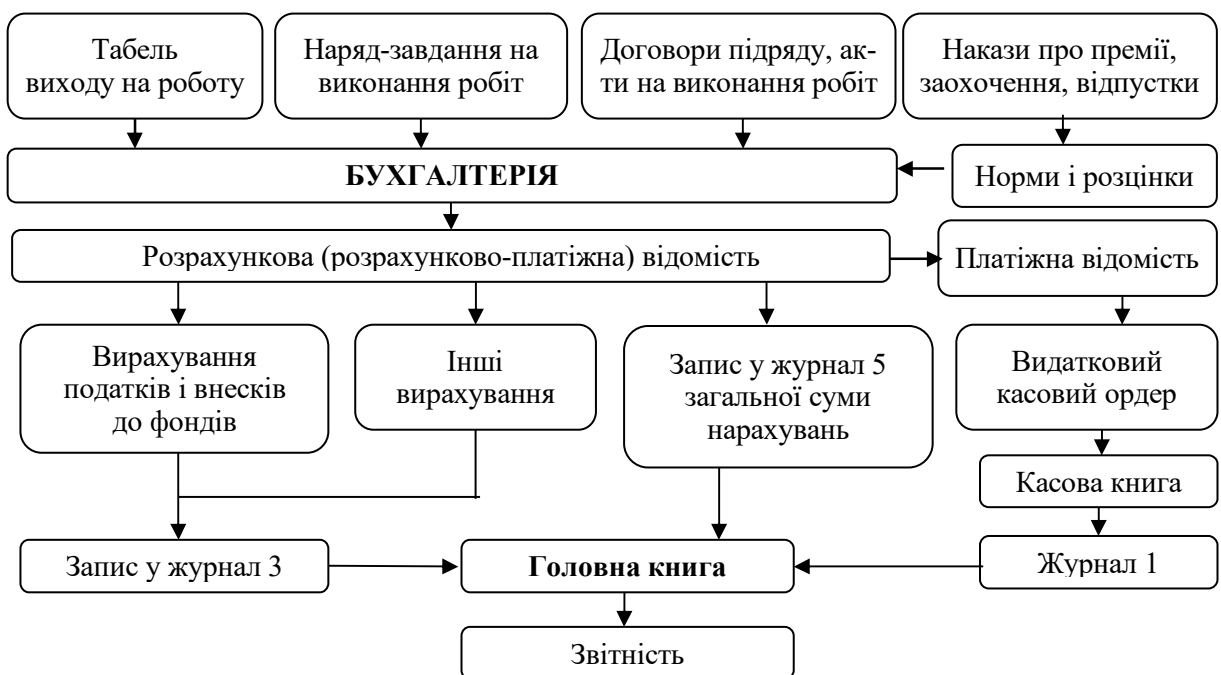 Табель
виходу на роботу
Наряд-завдання на
виконання робіт
Договори підряду, ак-
ти на виконання робіт
Накази про премії,
заохочення, відпустки
БУХГАЛТЕРІЯ
Норми і розцінки
Розрахункова (розрахунково-платіжна) відомість
Платіжна відомість
Вирахування
податків і внесків
до фондів
Інші
вирахування
Запис у журнал 5
загальної суми
нарахувань
Видатковий
касовий ордер
Касова книга
Запис у журнал 3
Головна книга
Журнал 1
Звітність